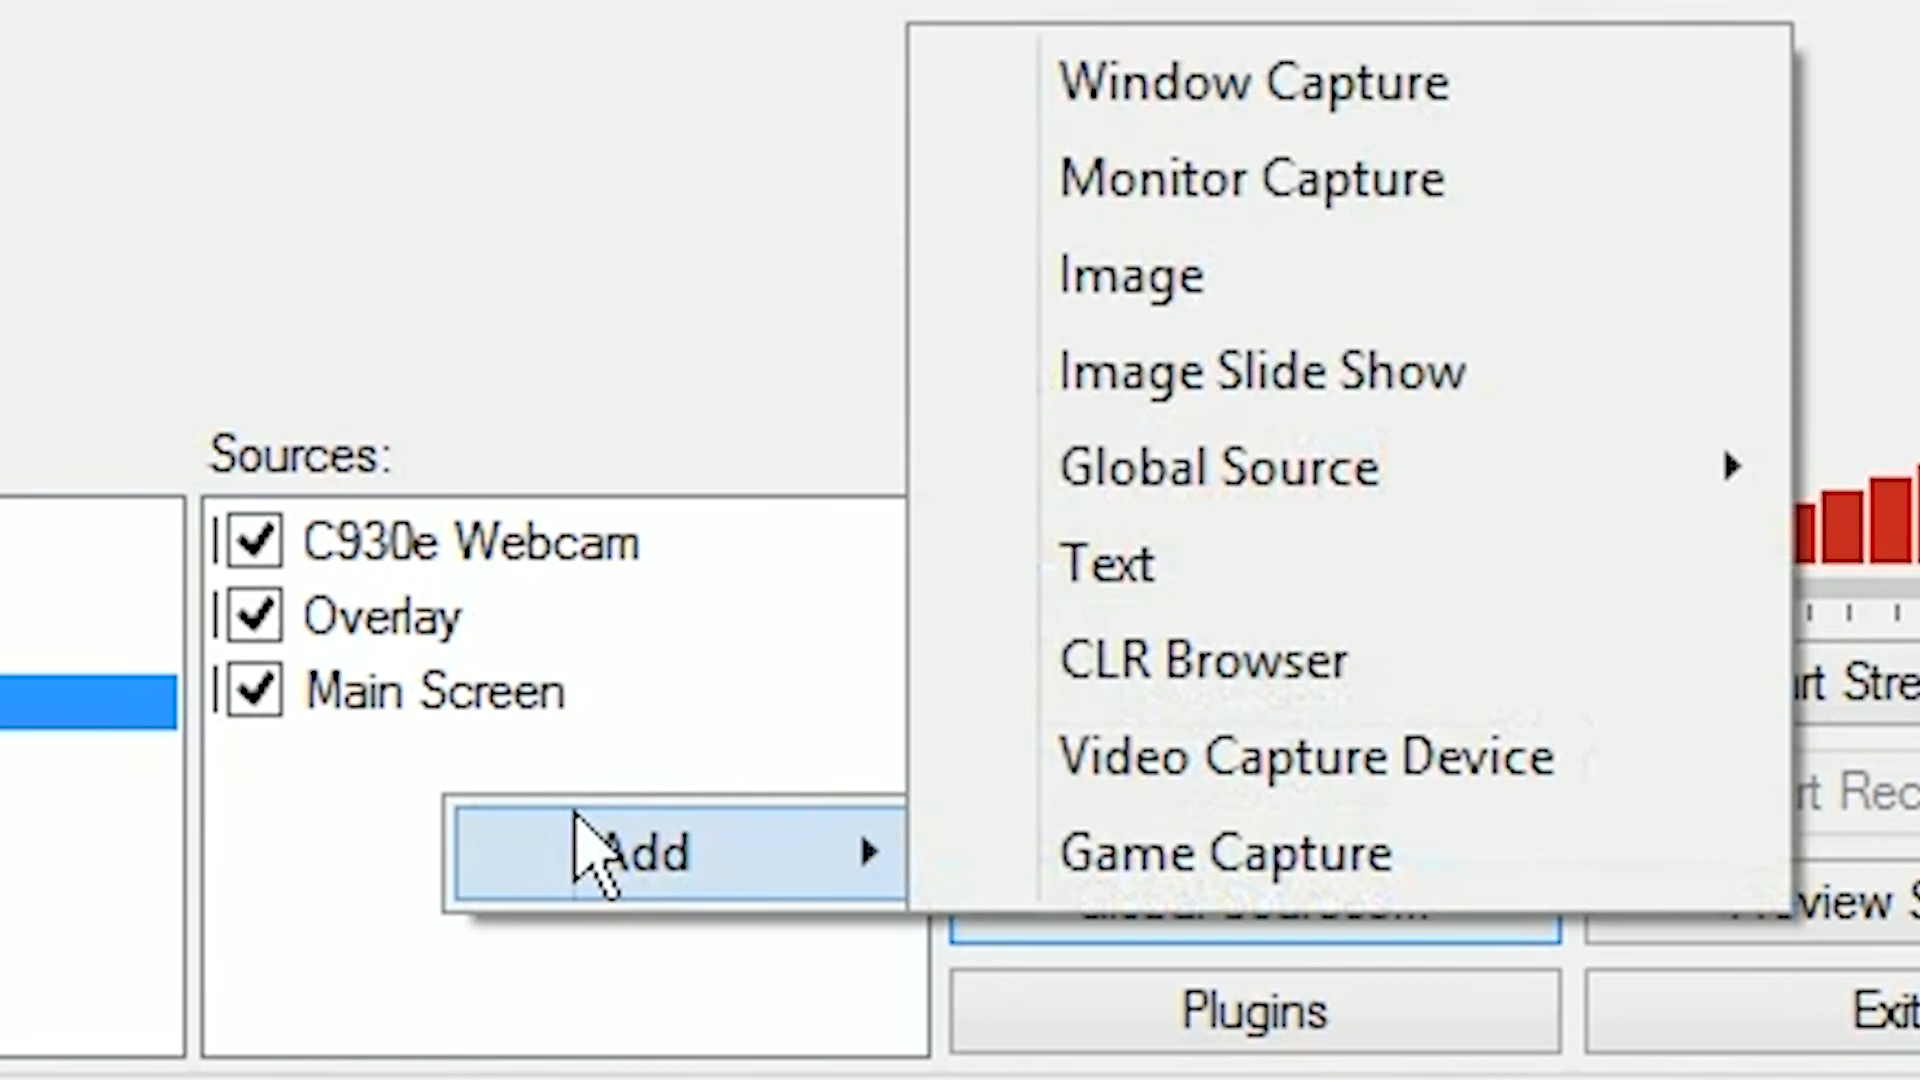 Window Capture
Monitor Capture
Image
Image Slide Show
Global Source
Text
CLR Browser
Video Capture Device
Game Capture
Sources:
C930e Webcam
Overlay
Main Screen
Add
Plugins
Exit